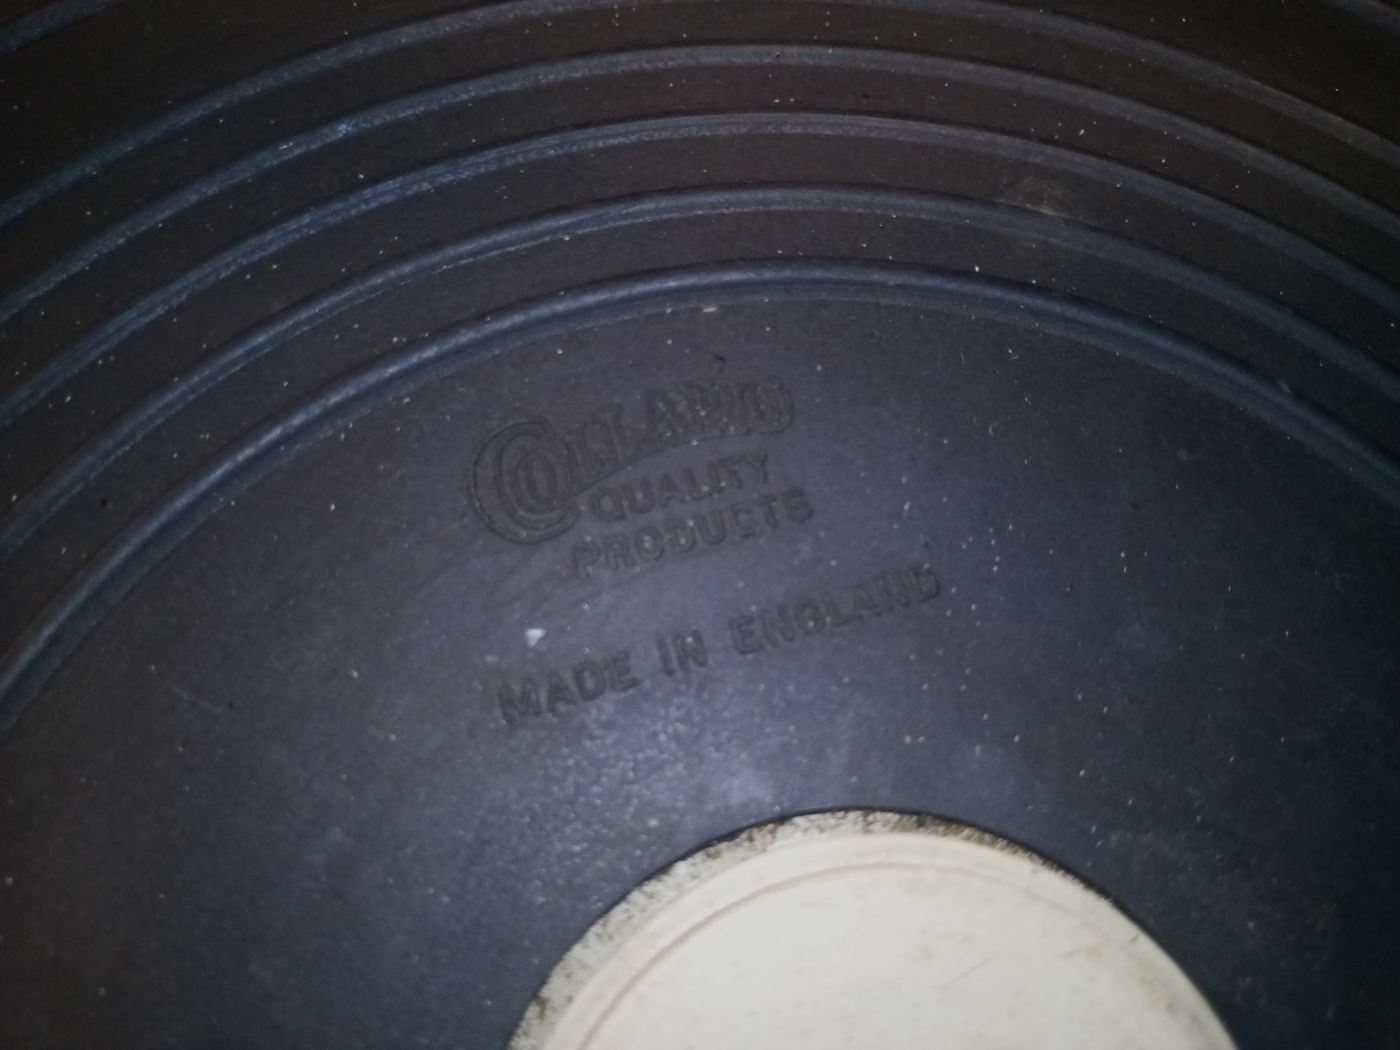 COLLARO
QUALITY
PRODUCTS
MADE IN ENGLAND